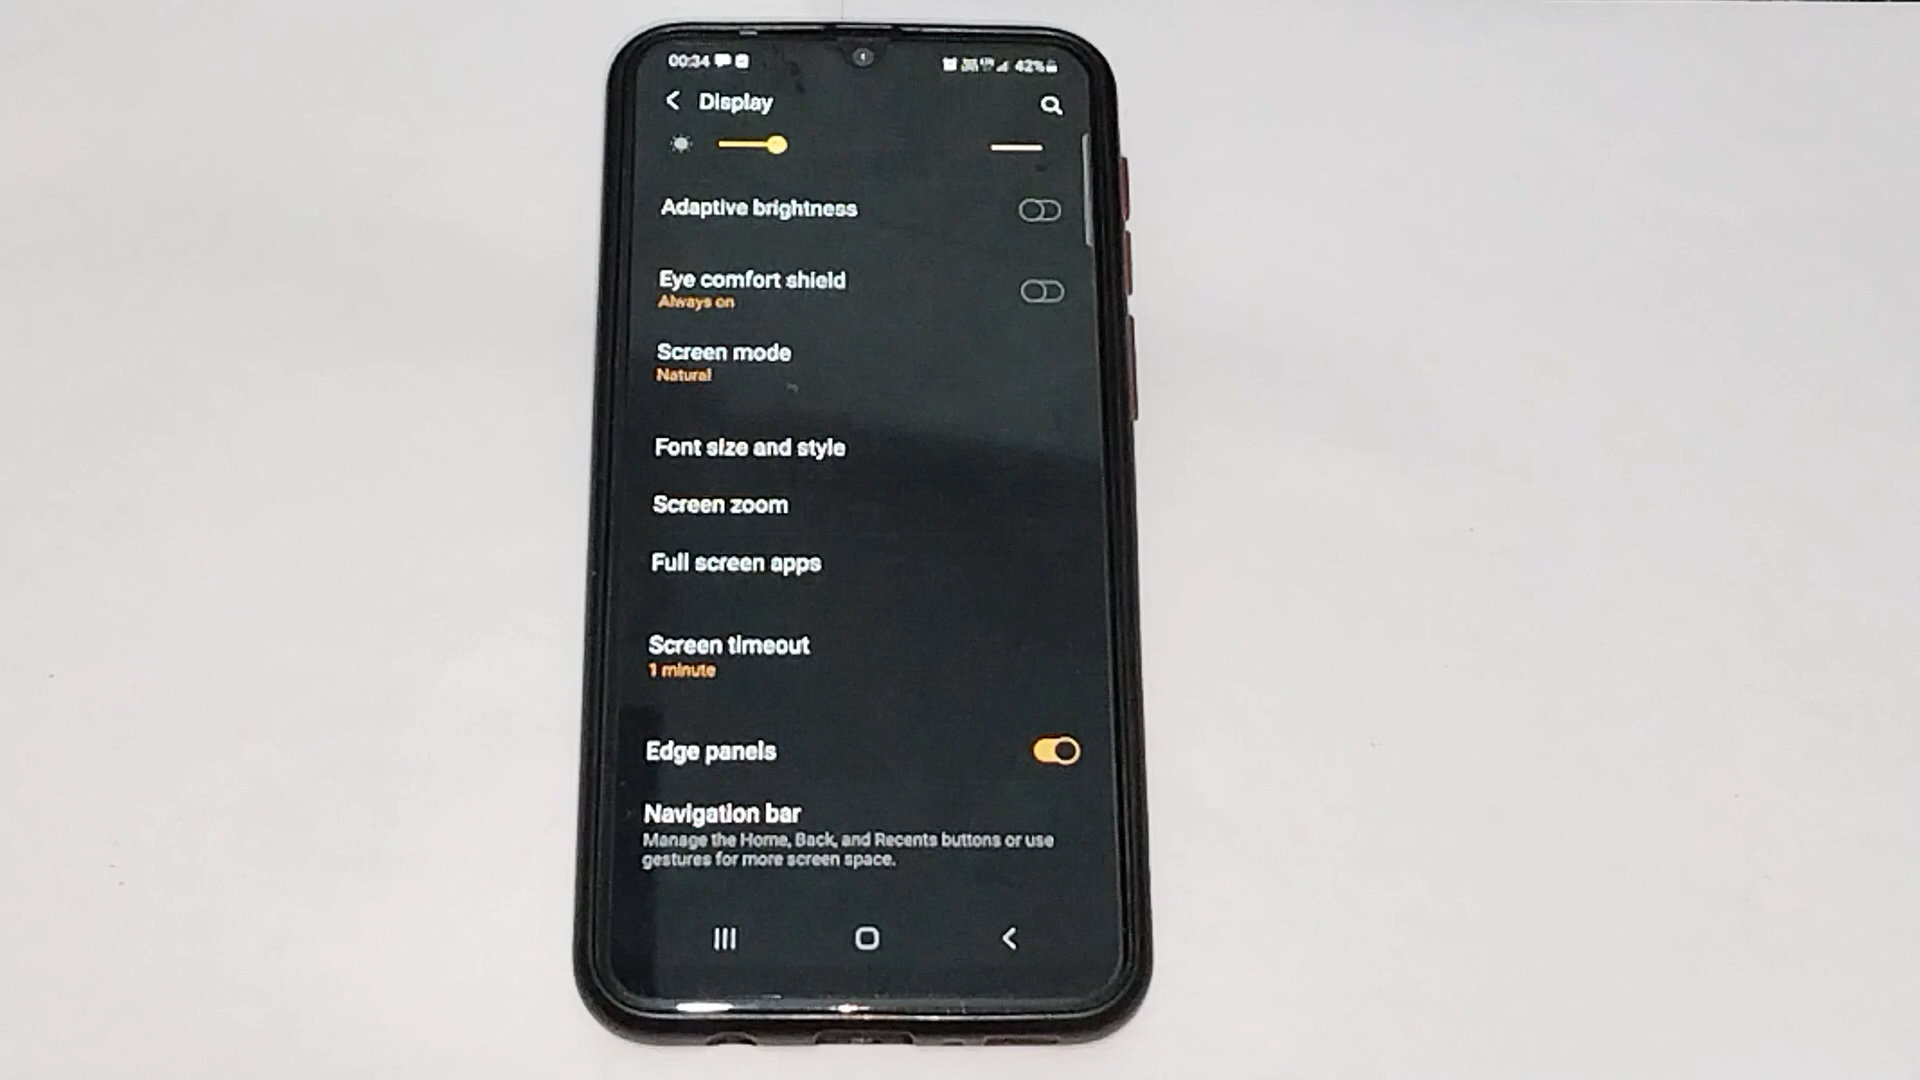 00:34 42%
Display
Adaptive brightness
Eye comfort shield
Always on
Screen mode
Natural
Font size and style
Screen zoom
Full screen apps
Screen timeout
1 minute
Edge panels
Navigation bar
Manage the Home, Back, and Recents buttons or use
gestures for more screen space.